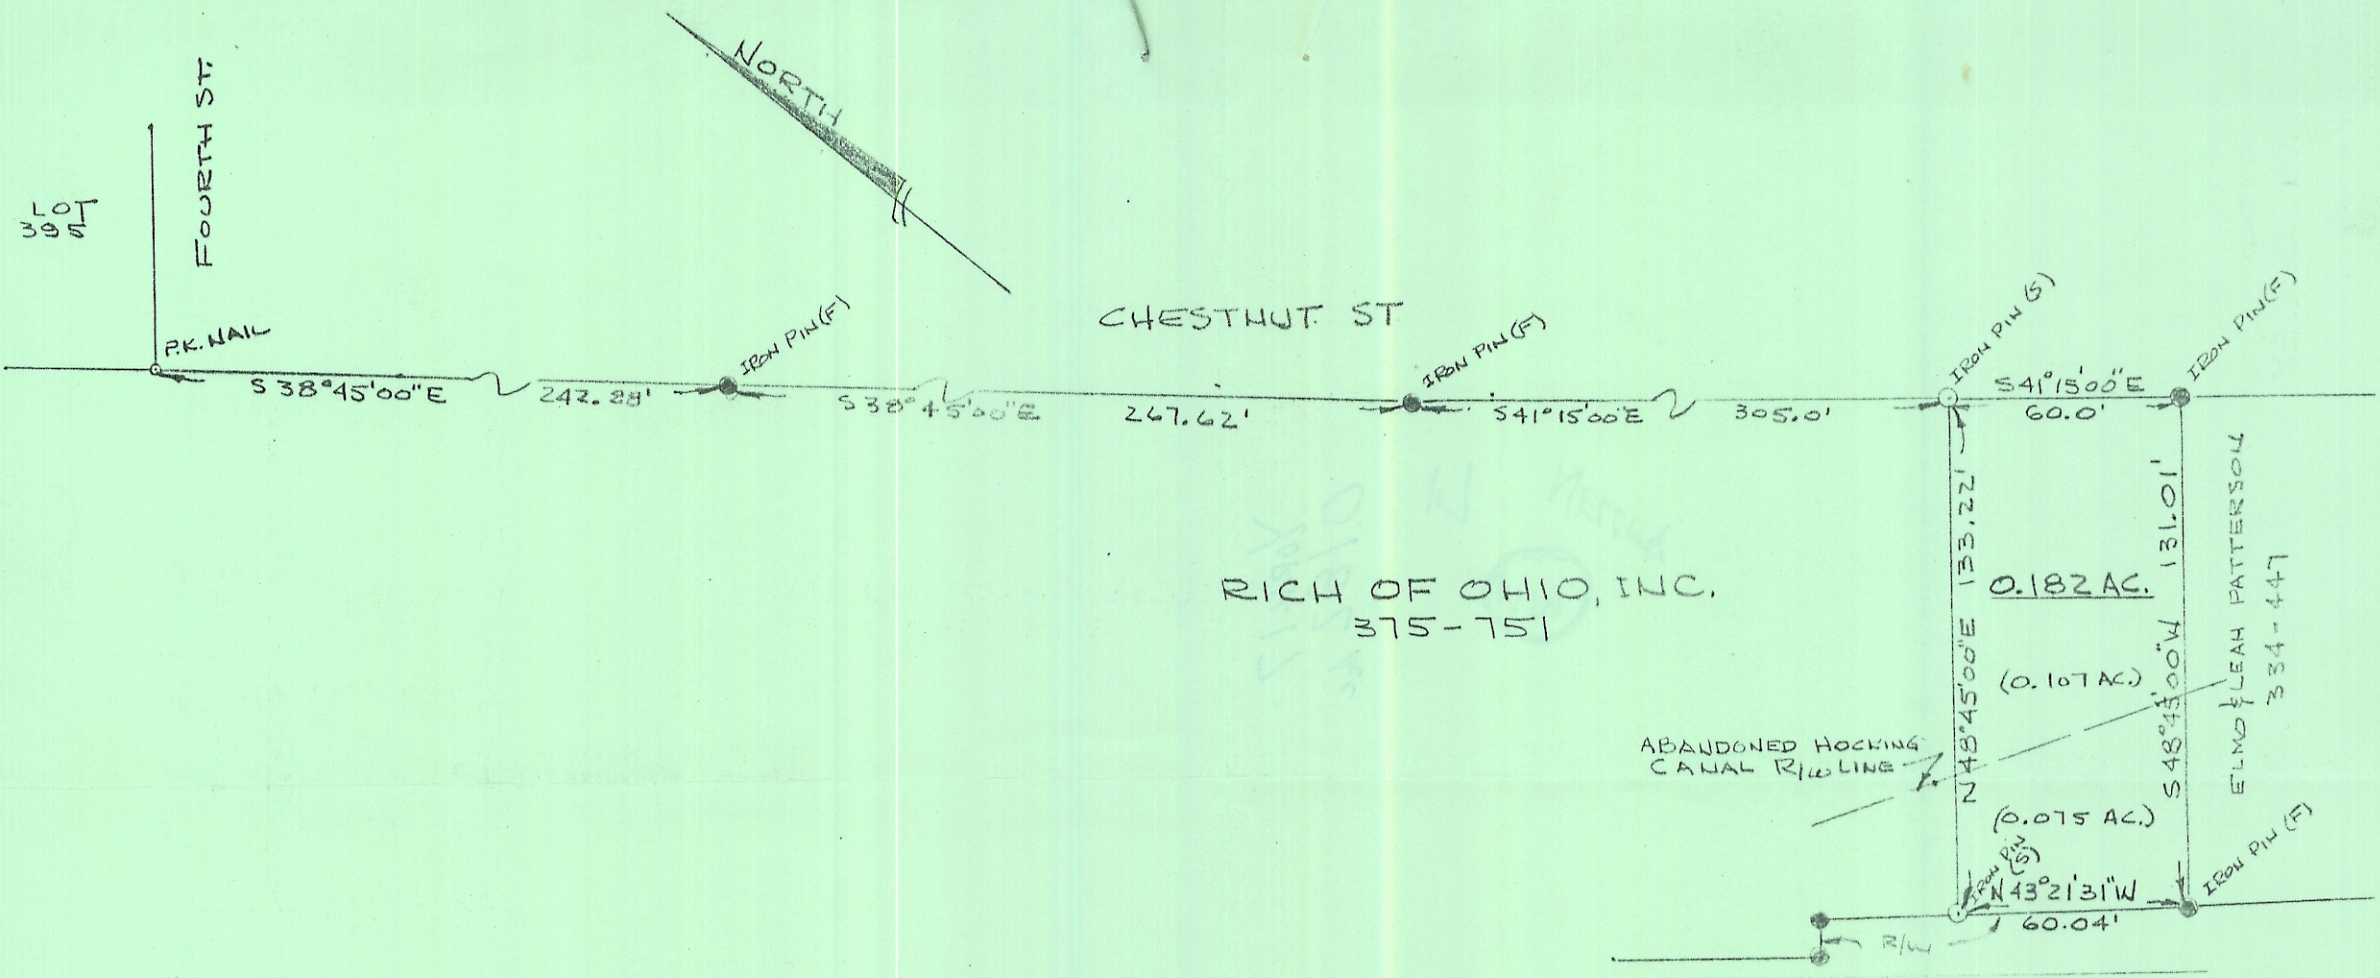 NORTH
FOURTH ST.
LOT
395
P.K. NAIL
IRON PIN (F)
CHESTNUT ST
IRON PIN (F)
IRON PIN (S)
IRON PIN (F)
S 38°45'00"E
242.28'
S 38°45'00"E
267.62'
S41°15'00"E
305.0'
S41°15'00"E
60.0'
N 48°45'00"E 133.22'
S 48°45'00"W 131.01'
0.182 AC.
(0.107 AC.)
ELMO & LEAH PATTERSON
334-447
RICH OF OHIO, INC.
375-751
ABANDONED HOCKING
CANAL R/W LINE
(0.075 AC.)
IRON PIN
(S)
IRON PIN (F)
N 43°21'31"W
60.04'
R/W